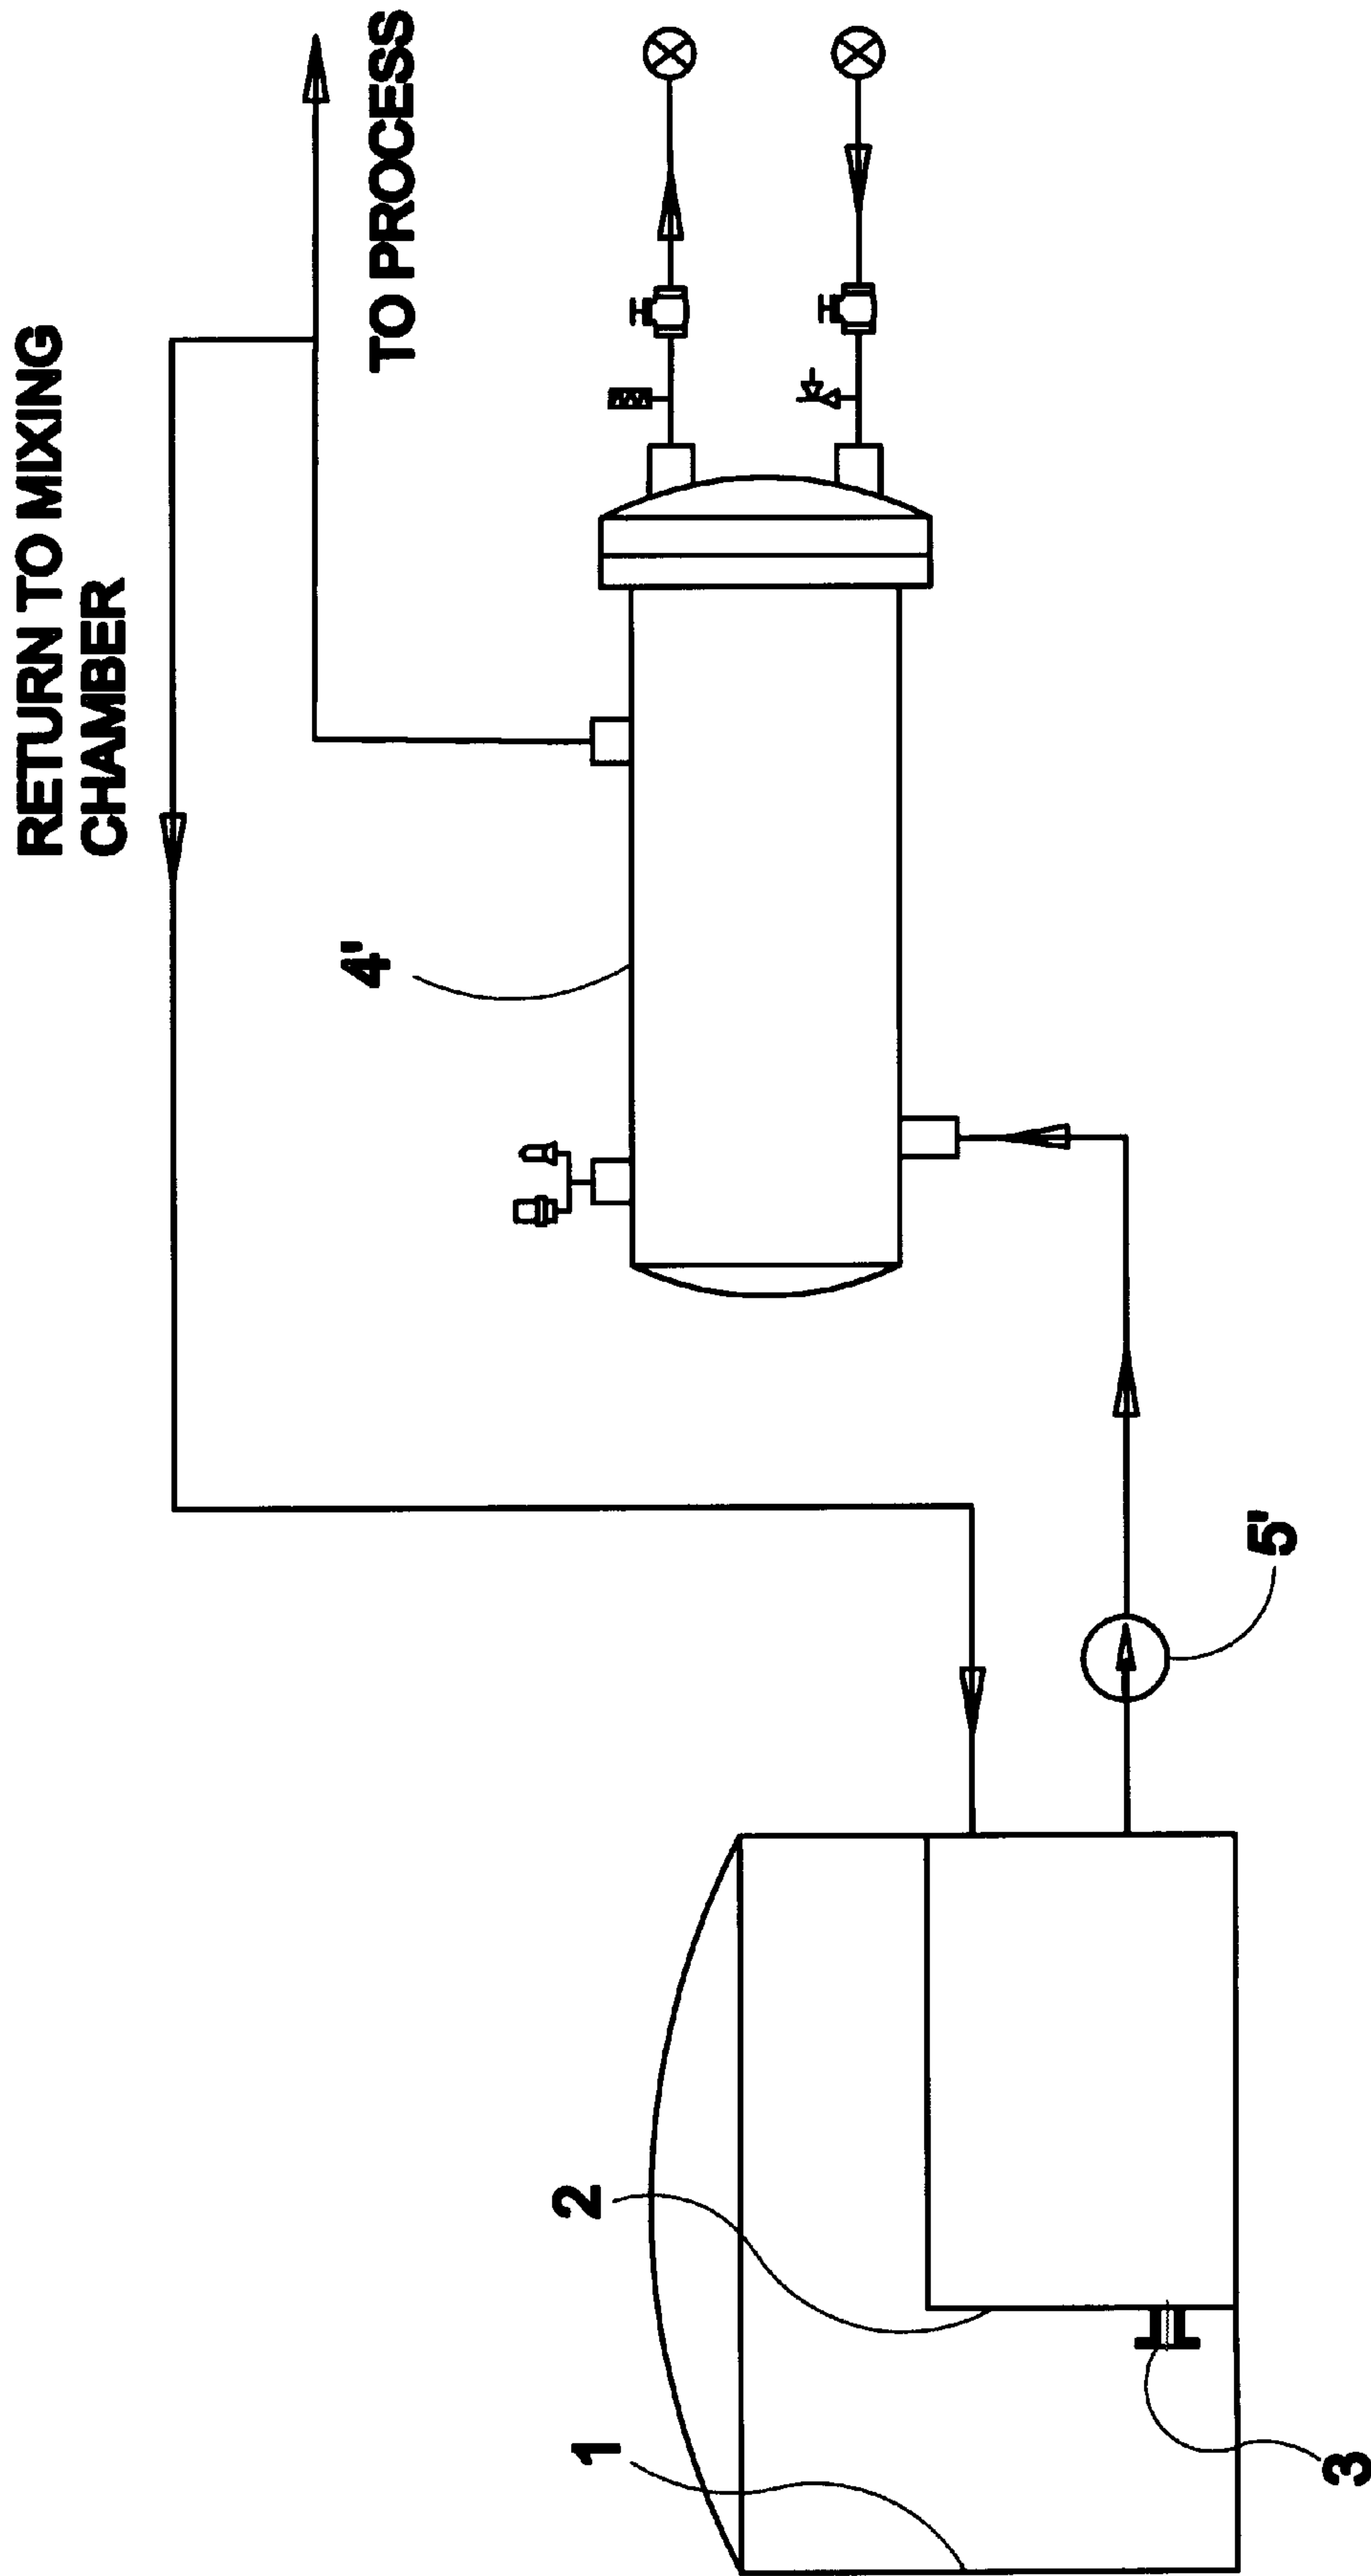 RETURN TO MIXING
CHAMBER
TO PROCESS
4'
5'
2
1
3